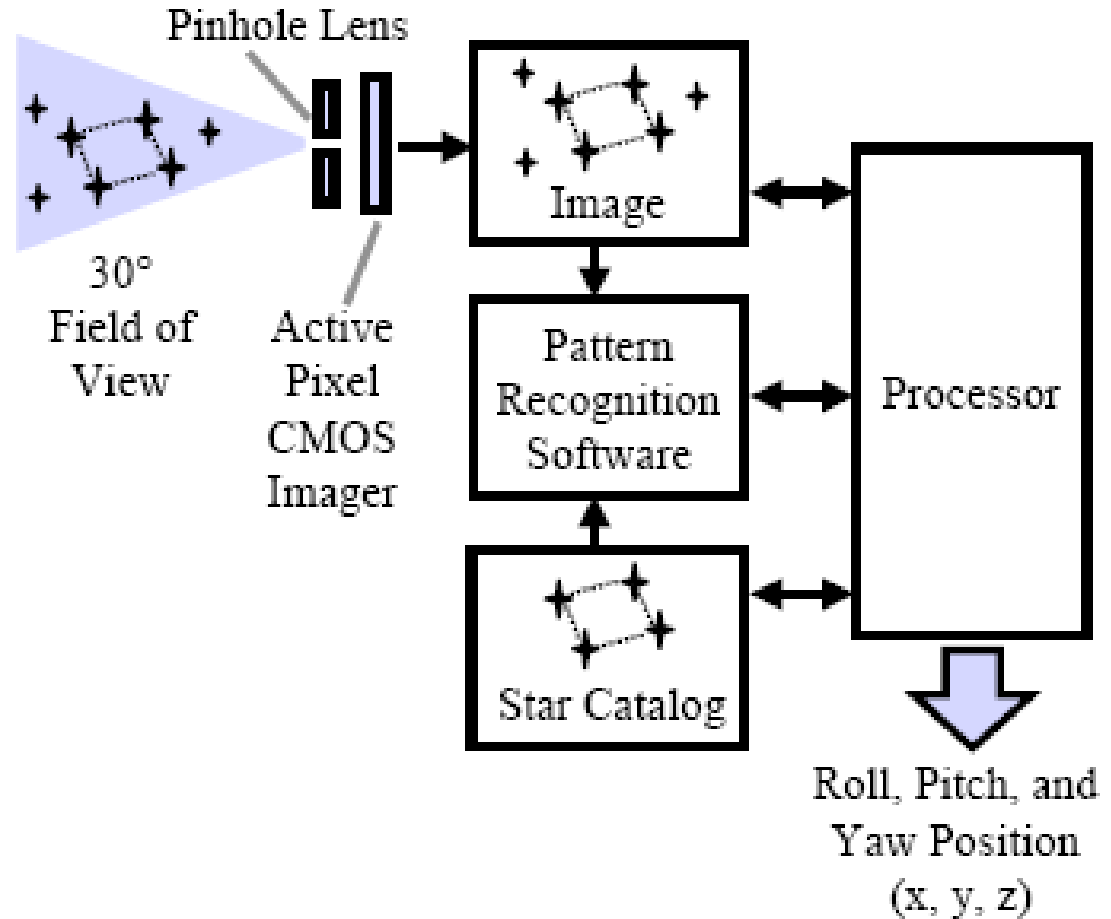 Pinhole Lens
30°
Field of
View
Active
Pixel
CMOS
Imager
Image
Pattern
Recognition
Software
Star Catalog
Processor
Roll, Pitch, and
Yaw Position
(x, y, z)